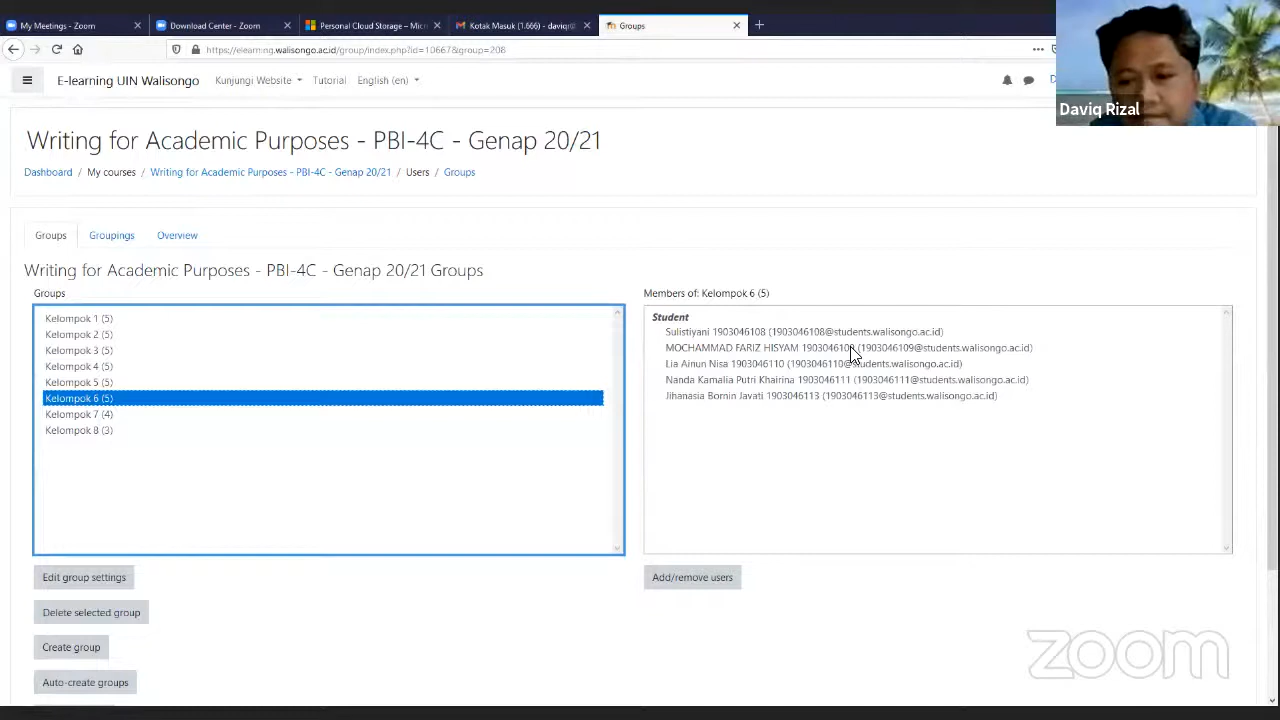 My Meetings - Zoom
Download Center - Zoom
Personal Cloud Storage – Micro
Kotak Masuk (1.666) - daviqr@
Groups
https://elearning.walisongo.ac.id/group/index.php?id=10667&group=208
E-learning UIN Walisongo
Kunjungi Website
Tutorial
English (en)
Daviq Rizal
Writing for Academic Purposes - PBI-4C - Genap 20/21
Dashboard / My courses / Writing for Academic Purposes - PBI-4C - Genap 20/21 / Users / Groups
Groups
Groupings
Overview
Writing for Academic Purposes - PBI-4C - Genap 20/21 Groups
Groups
Kelompok 1 (5)
Kelompok 2 (5)
Kelompok 3 (5)
Kelompok 4 (5)
Kelompok 5 (5)
Kelompok 6 (5)
Kelompok 7 (4)
Kelompok 8 (3)
Members of: Kelompok 6 (5)
Student
Sulistiyani 1903046108 (1903046108@students.walisongo.ac.id)
MOCHAMMAD FARIZ HISYAM 1903046109 (1903046109@students.walisongo.ac.id)
Lia Ainun Nisa 1903046110 (1903046110@students.walisongo.ac.id)
Nanda Kamalia Putri Khairina 1903046111 (1903046111@students.walisongo.ac.id)
Jihanasia Bornin Javati 1903046113 (1903046113@students.walisongo.ac.id)
Edit group settings
Add/remove users
Delete selected group
Create group
Auto-create groups
zoom